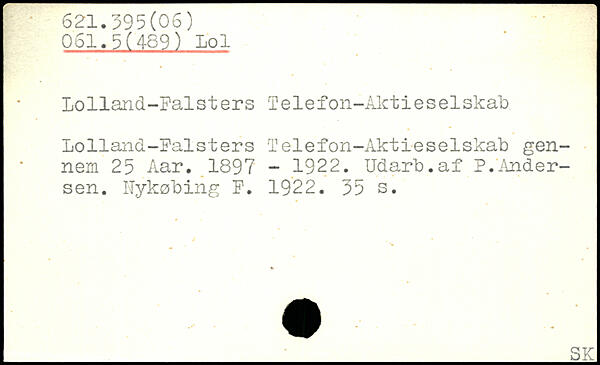 621.395(06)
061.5(489) Lol
Lolland-Falsters Telefon-Aktieselskab
Lolland-Falsters Telefon-Aktieselskab gen-
nem 25 Aar. 1897 - 1922. Udarb.af P.Ander-
sen. Nykøbing F. 1922. 35 s.
SK